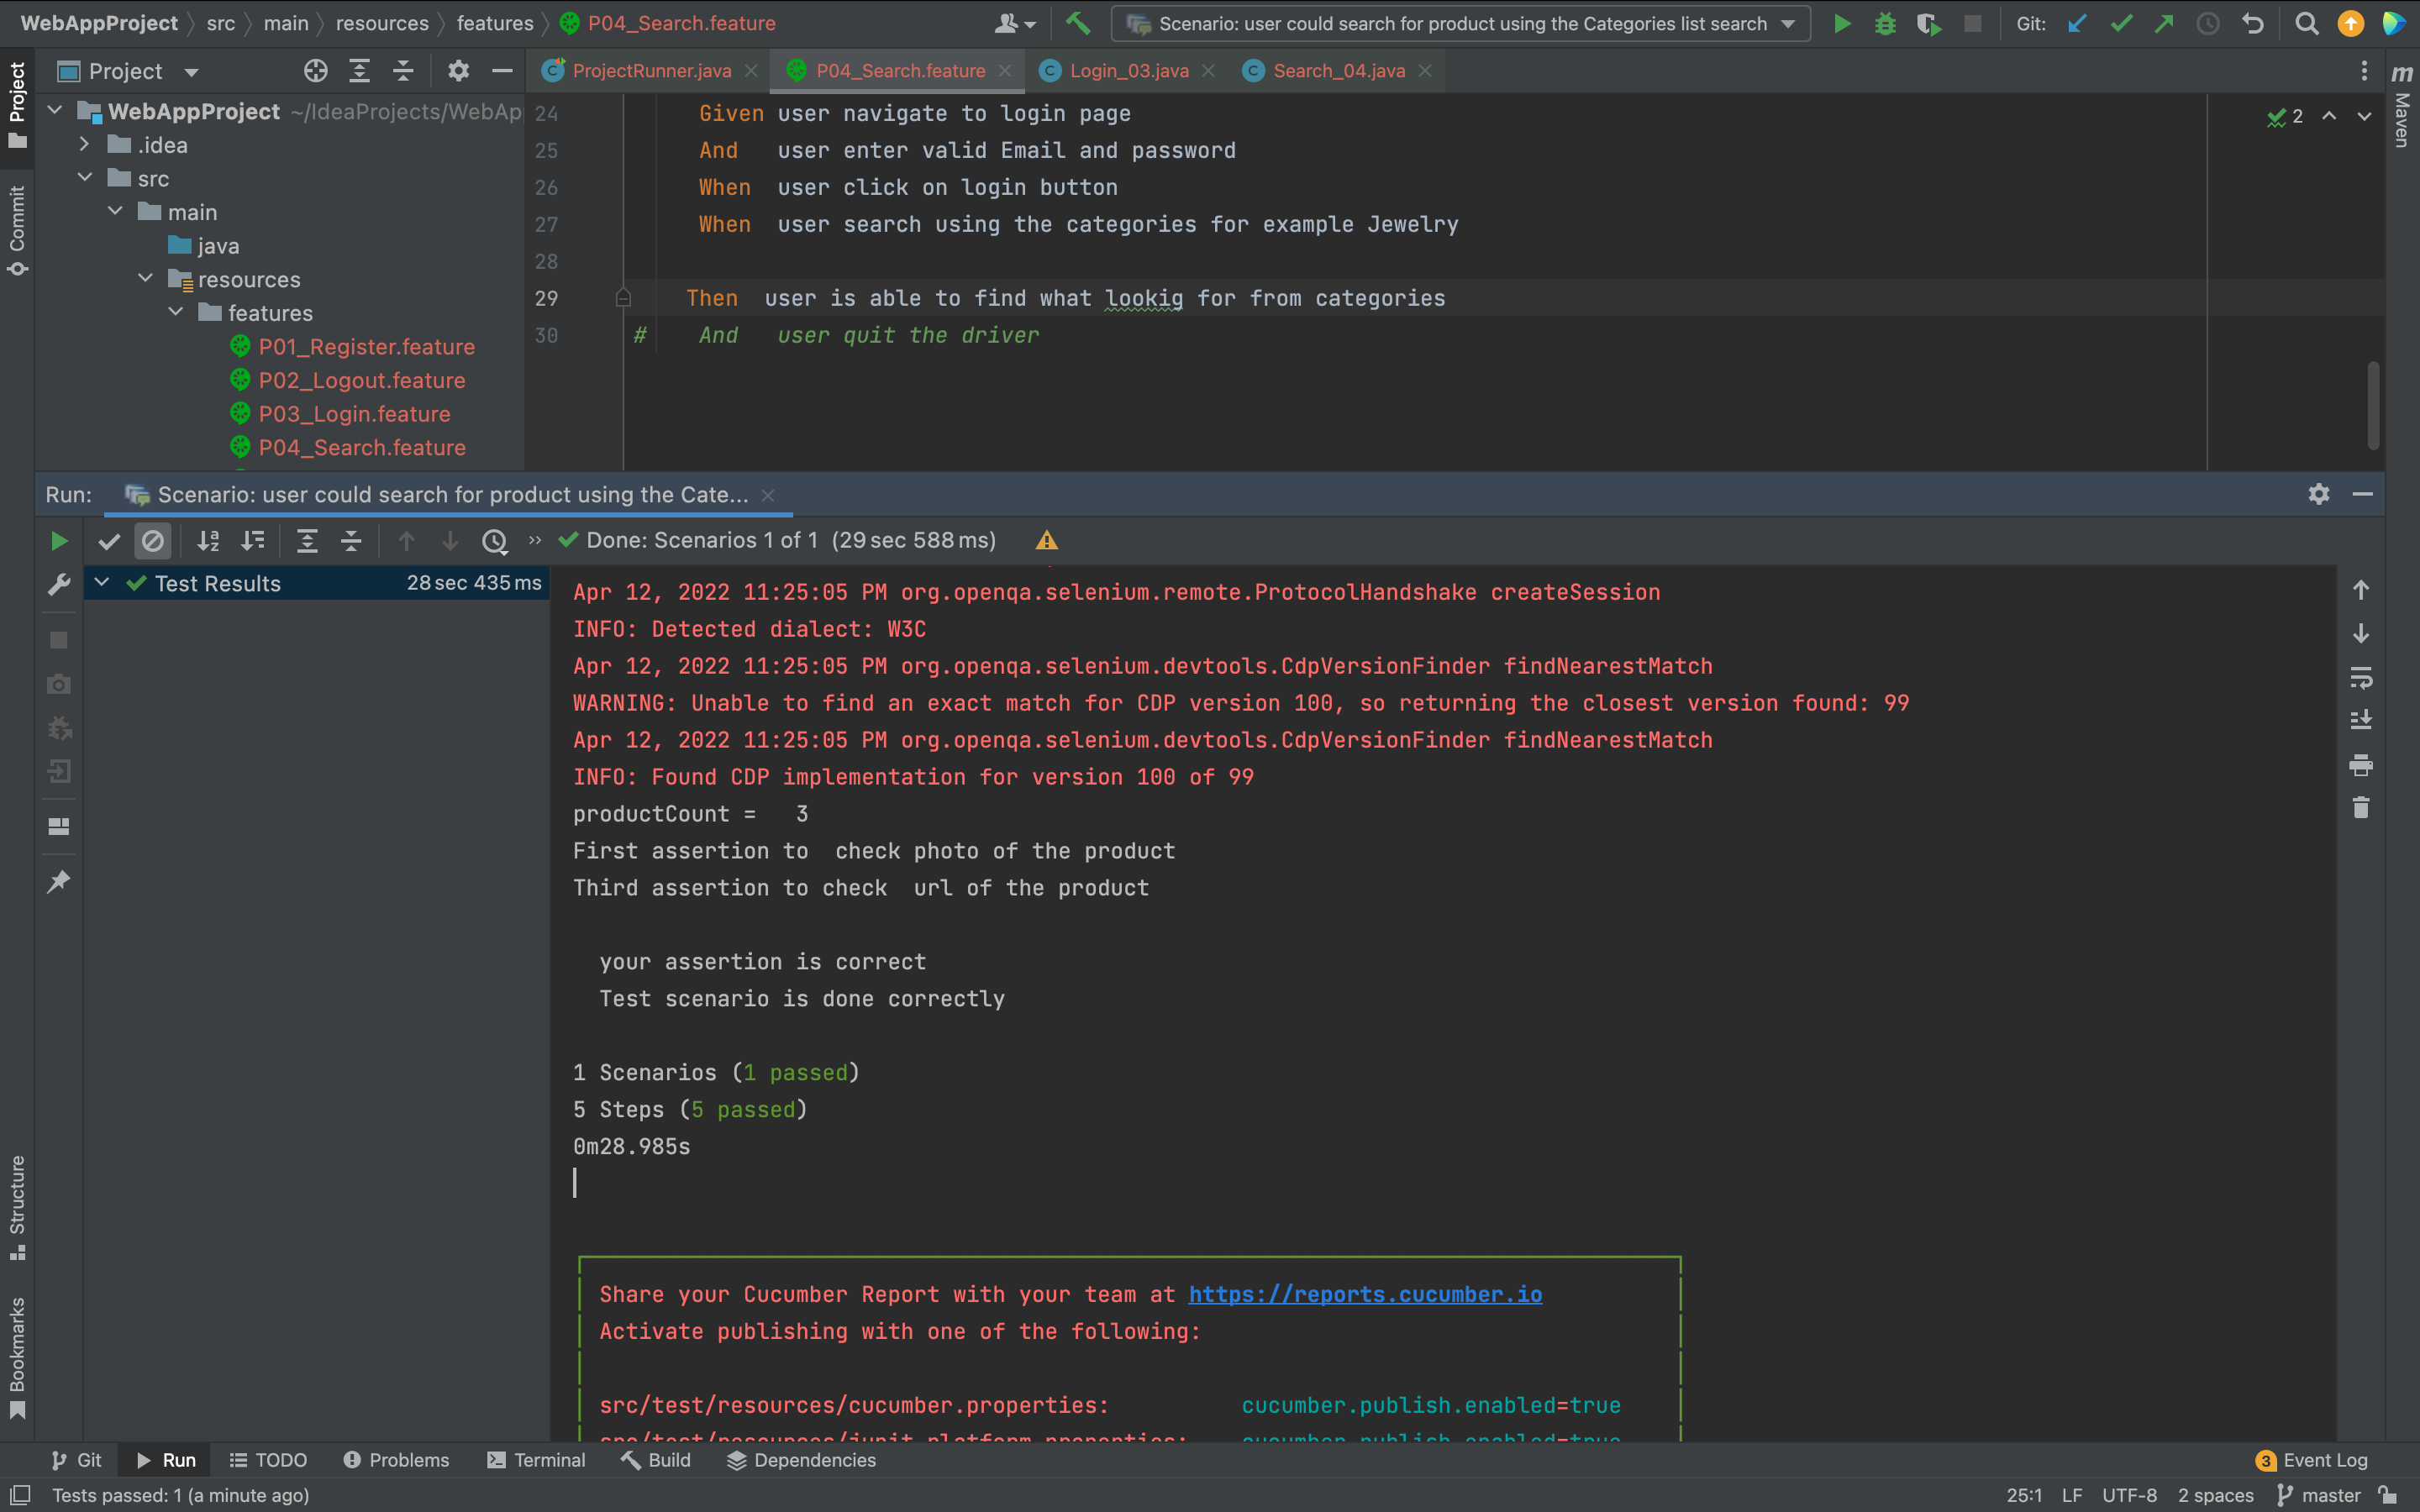 WebAppProject src main resources features P04_Search.feature Scenario: user could search for product using the Categories list search Git:
Project ProjectRunner.java P04_Search.feature Login_03.java Search_04.java m
Project
Commit
Structure
Bookmarks
Maven
WebAppProject ~/IdeaProjects/WebAp
.idea
src
main
java
resources
features
P01_Register.feature
P02_Logout.feature
P03_Login.feature
P04_Search.feature
24 Given user navigate to login page
25 And user enter valid Email and password
26 When user click on login button
27 When user search using the categories for example Jewelry
28
29 Then user is able to find what lookig for from categories
30 # And user quit the driver
2
Run: Scenario: user could search for product using the Cate...
Done: Scenarios 1 of 1 (29 sec 588 ms)
Test Results 28 sec 435 ms
Apr 12, 2022 11:25:05 PM org.openqa.selenium.remote.ProtocolHandshake createSession
INFO: Detected dialect: W3C
Apr 12, 2022 11:25:05 PM org.openqa.selenium.devtools.CdpVersionFinder findNearestMatch
WARNING: Unable to find an exact match for CDP version 100, so returning the closest version found: 99
Apr 12, 2022 11:25:05 PM org.openqa.selenium.devtools.CdpVersionFinder findNearestMatch
INFO: Found CDP implementation for version 100 of 99
productCount =   3
First assertion to  check photo of the product
Third assertion to check  url of the product
your assertion is correct
Test scenario is done correctly
1 Scenarios (1 passed)
5 Steps (5 passed)
0m28.985s
Share your Cucumber Report with your team at https://reports.cucumber.io
Activate publishing with one of the following:
src/test/resources/cucumber.properties: cucumber.publish.enabled=true
src/test/resources/junit-platform.properties: cucumber.publish.enabled=true
Git Run TODO Problems Terminal Build Dependencies 3 Event Log
Tests passed: 1 (a minute ago) 25:1 LF UTF-8 2 spaces master